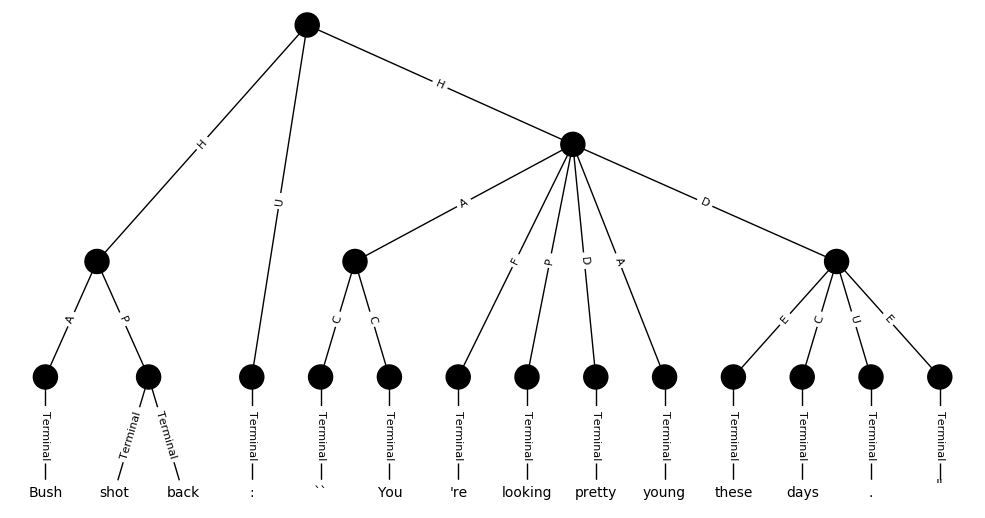 H
H
U
A
D
A
P
C
C
F
P
D
A
E
C
U
E
Terminal Terminal Terminal Terminal Terminal Terminal Terminal Terminal Terminal Terminal Terminal Terminal Terminal Terminal
Bush shot back : `` You 're looking pretty young these days . "